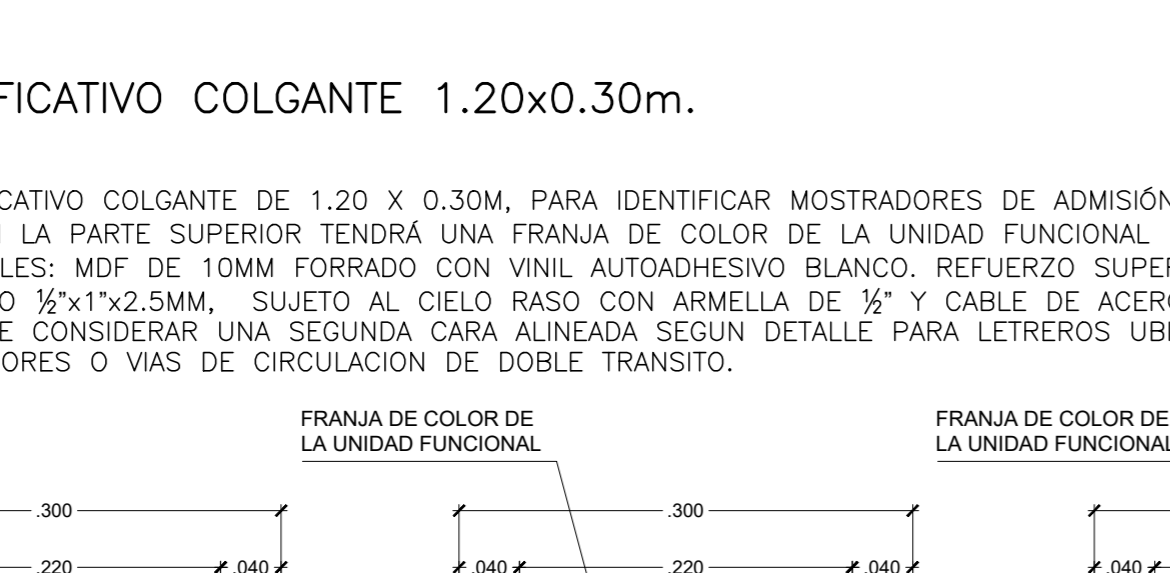 FICATIVO COLGANTE 1.20x0.30m.
CATIVO COLGANTE DE 1.20 X 0.30M, PARA IDENTIFICAR MOSTRADORES DE ADMISIÓN
LA PARTE SUPERIOR TENDRÁ UNA FRANJA DE COLOR DE LA UNIDAD FUNCIONAL
LES: MDF DE 10MM FORRADO CON VINIL AUTOADHESIVO BLANCO. REFUERZO SUPER
O ½"x1"x2.5MM, SUJETO AL CIELO RASO CON ARMELLA DE ½" Y CABLE DE ACERO
E CONSIDERAR UNA SEGUNDA CARA ALINEADA SEGUN DETALLE PARA LETREROS UBI
ORES O VIAS DE CIRCULACION DE DOBLE TRANSITO.
FRANJA DE COLOR DE FRANJA DE COLOR DE
LA UNIDAD FUNCIONAL LA UNIDAD FUNCIONAL
.300 .300
.220 .040 .040 .220 .040 .040